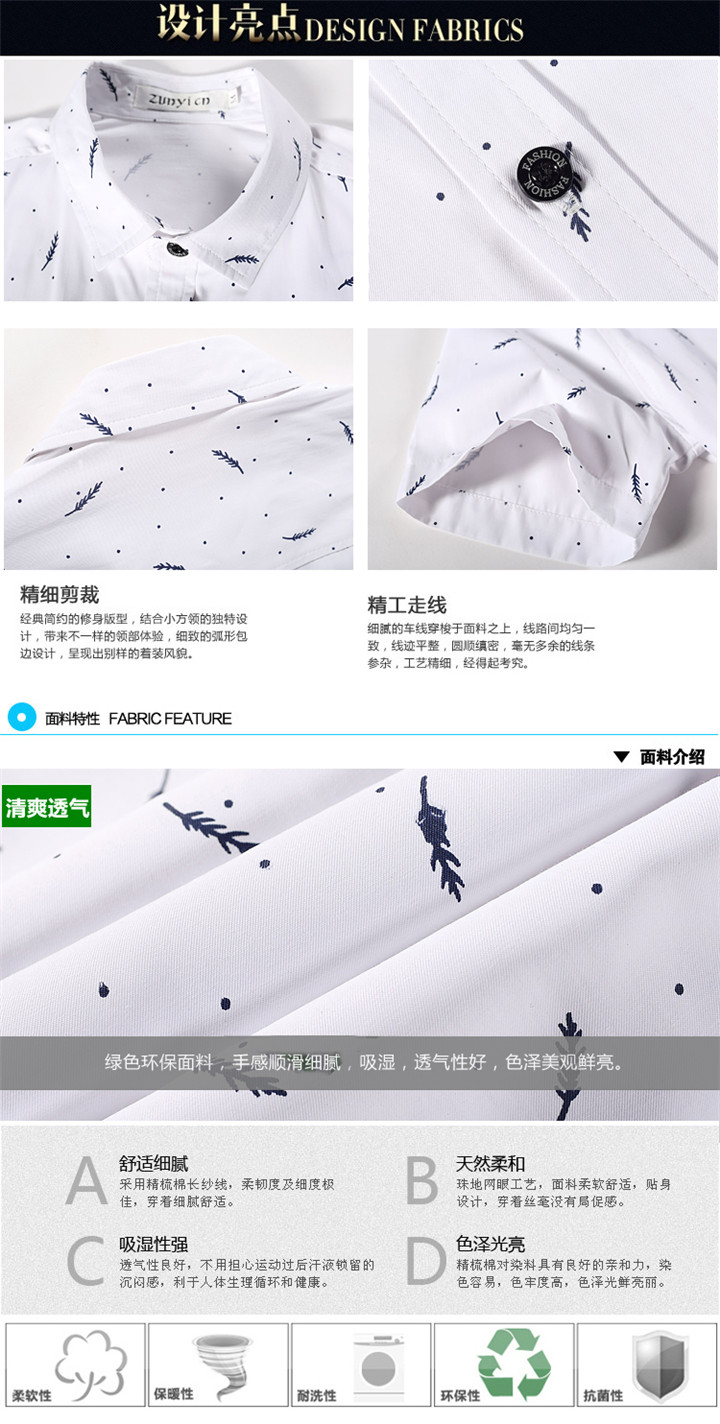 设计亮点DESIGN FABRICS
Zunyicn
FASHION FASHION
精细剪裁
经典简约的修身版型，结合小方领的独特设
计，带来不一样的领部体验，细致的弧形包
边设计，呈现出别样的着装风貌。
精工走线
细腻的车线穿梭于面料之上，线路间均匀一
致，线迹平整，圆顺缜密，毫无多余的线条
参杂，工艺精细，经得起考究。
面料特性 FABRIC FEATURE
▼ 面料介绍
清爽透气
绿色环保面料，手感顺滑细腻，吸湿，透气性好，色泽美观鲜亮。
A 舒适细腻
采用精梳棉长纱线，柔韧度及细度极
佳，穿着细腻舒适。
B 天然柔和
珠地网眼工艺，面料柔软舒适，贴身
设计，穿着丝毫没有局促感。
C 吸湿性强
透气性良好，不用担心运动过后汗液锁留的
沉闷感，利于人体生理循环和健康。
D 色泽光亮
精梳棉对染料具有良好的亲和力，染
色容易，色牢度高，色泽光鲜亮丽。
柔软性
保暖性
耐洗性
环保性
抗菌性